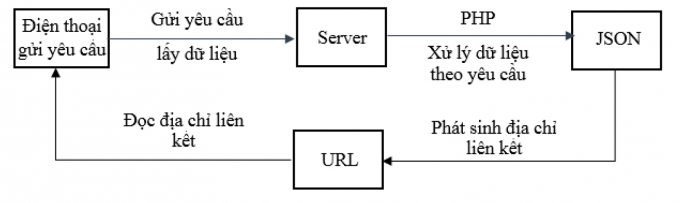 Điện thoại
gửi yêu cầu
Gửi yêu cầu
lấy dữ liệu
Server
PHP
Xử lý dữ liệu
theo yêu cầu
JSON
Đọc địa chỉ liên
kết
URL
Phát sinh địa chỉ
liên kết